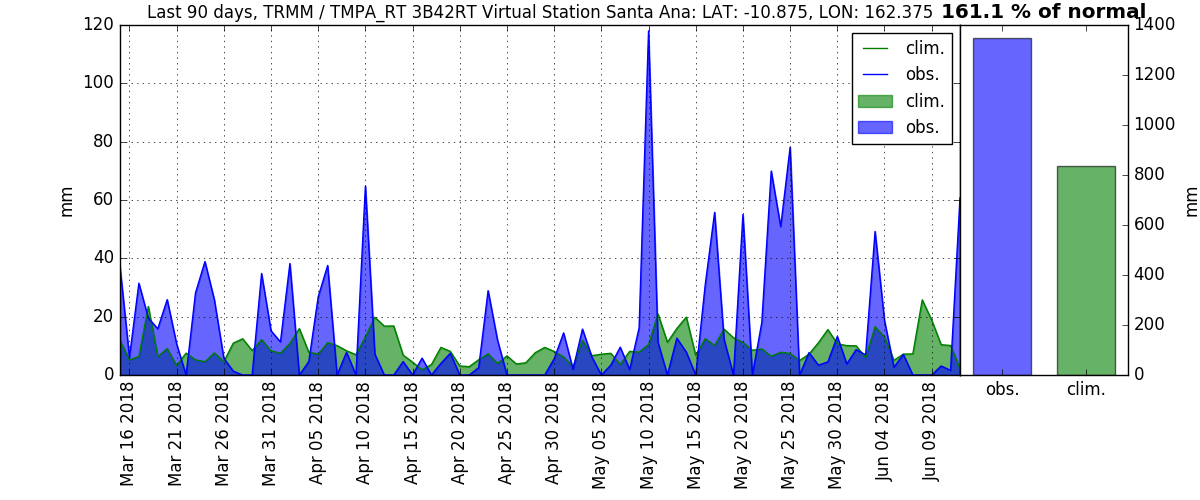 Last 90 days, TRMM / TMPA_RT 3B42RT Virtual Station Santa Ana: LAT: -10.875, LON: 162.375 161.1 % of normal
120
100
80
60
40
20
0
mm
clim.
obs.
clim.
obs.
1400
1200
1000
800
600
400
200
0
mm
Mar 16 2018
Mar 21 2018
Mar 26 2018
Mar 31 2018
Apr 05 2018
Apr 10 2018
Apr 15 2018
Apr 20 2018
Apr 25 2018
Apr 30 2018
May 05 2018
May 10 2018
May 15 2018
May 20 2018
May 25 2018
May 30 2018
Jun 04 2018
Jun 09 2018
obs.
clim.